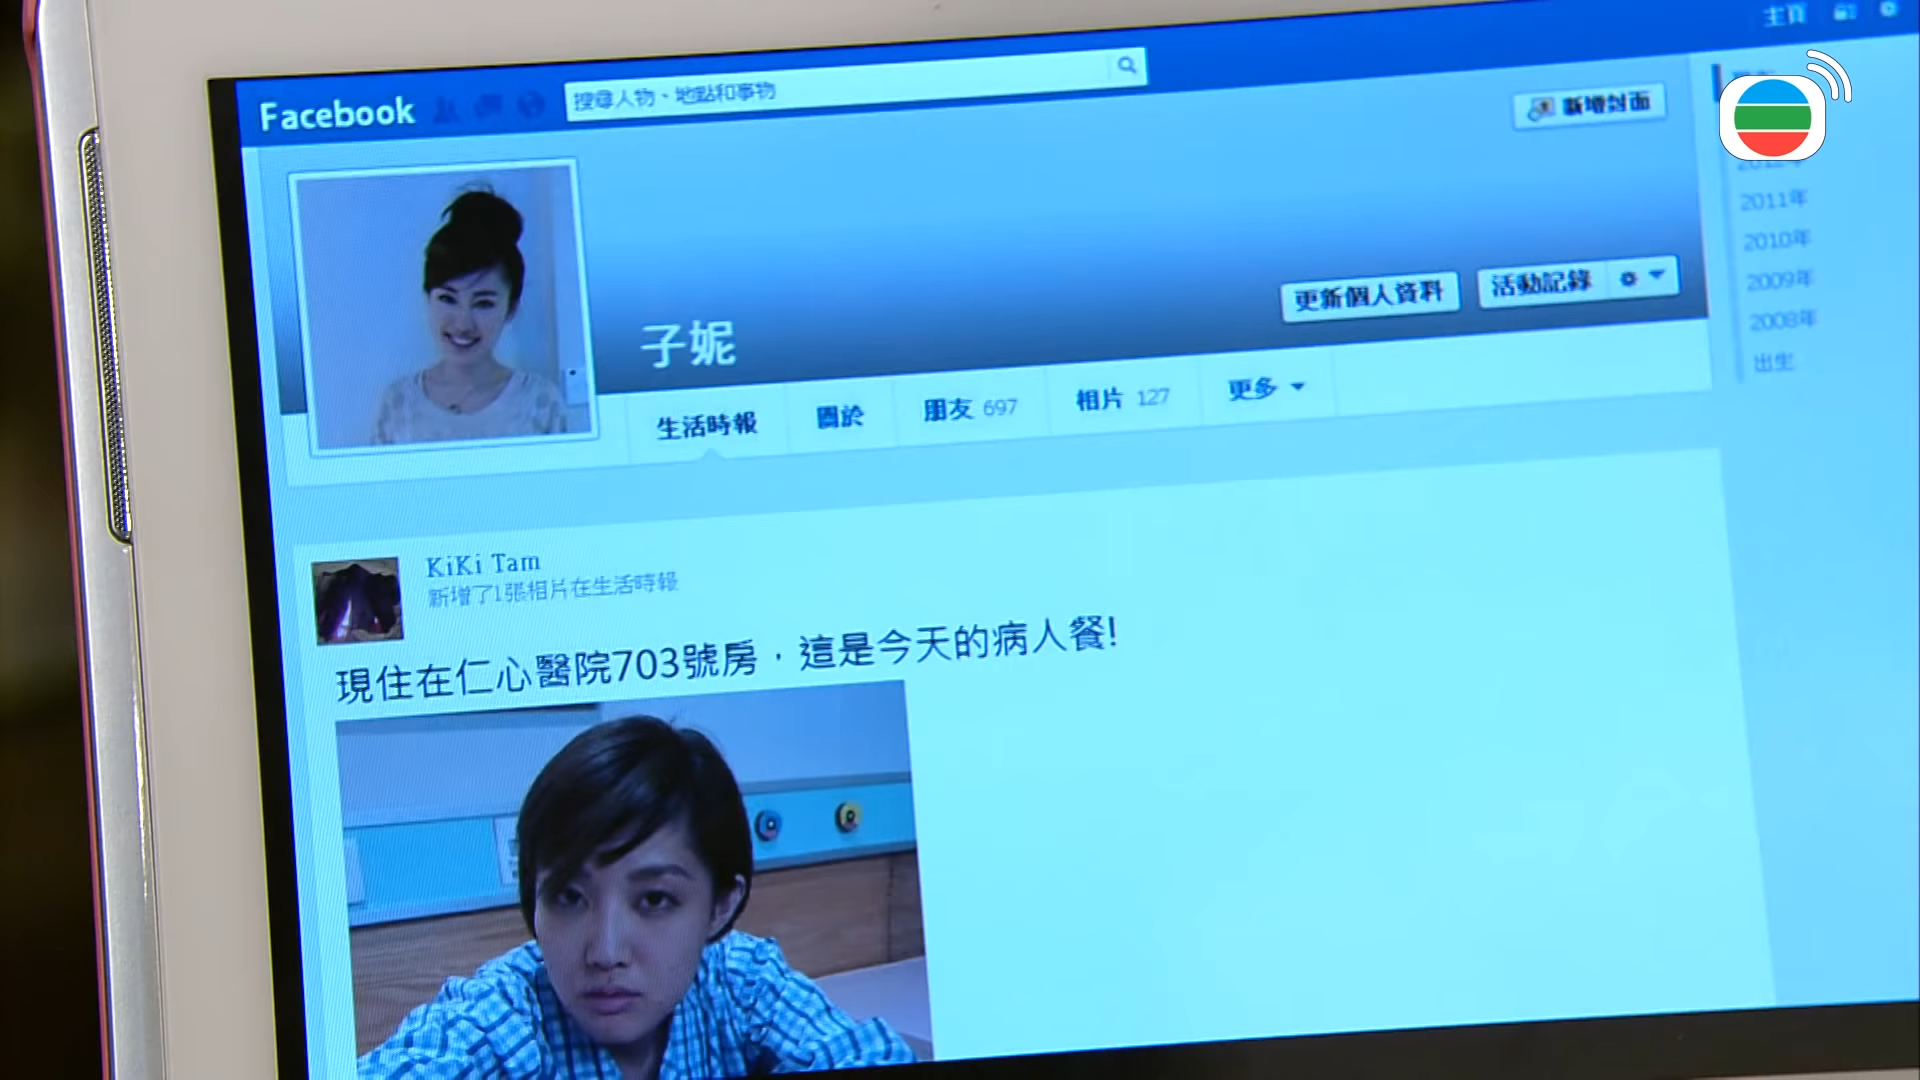 主頁
Facebook
搜尋人物、地點和事物
新增封面
2012年
2011年
2010年
2009年
2008年
出生
更新個人資料
活動記錄
子妮
生活時報
關於
朋友 697
相片 127
更多
KiKi Tam
新增了1張相片在生活時報
現住在仁心醫院703號房,這是今天的病人餐!